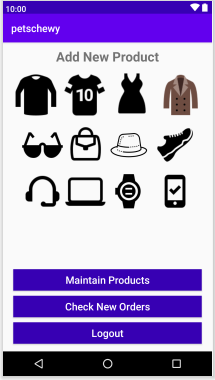 10:00
petschewy
Add New Product
10
Maintain Products
Check New Orders
Logout